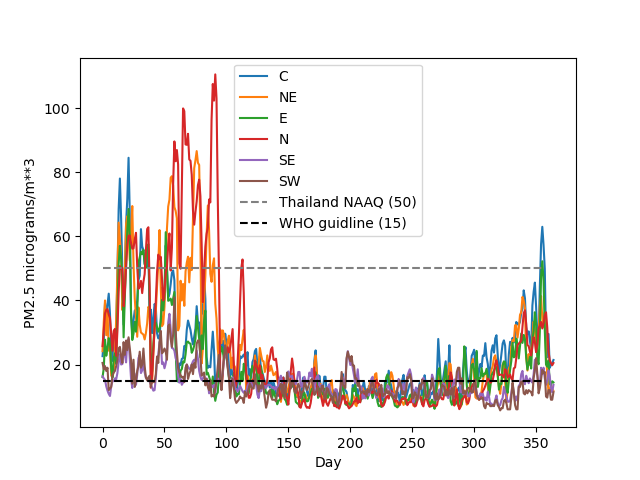 C
NE
E
N
SE
SW
Thailand NAAQ (50)
WHO guidline (15)
PM2.5 micrograms/m**3
100
80
60
40
20
0 50 100 150 200 250 300 350
Day